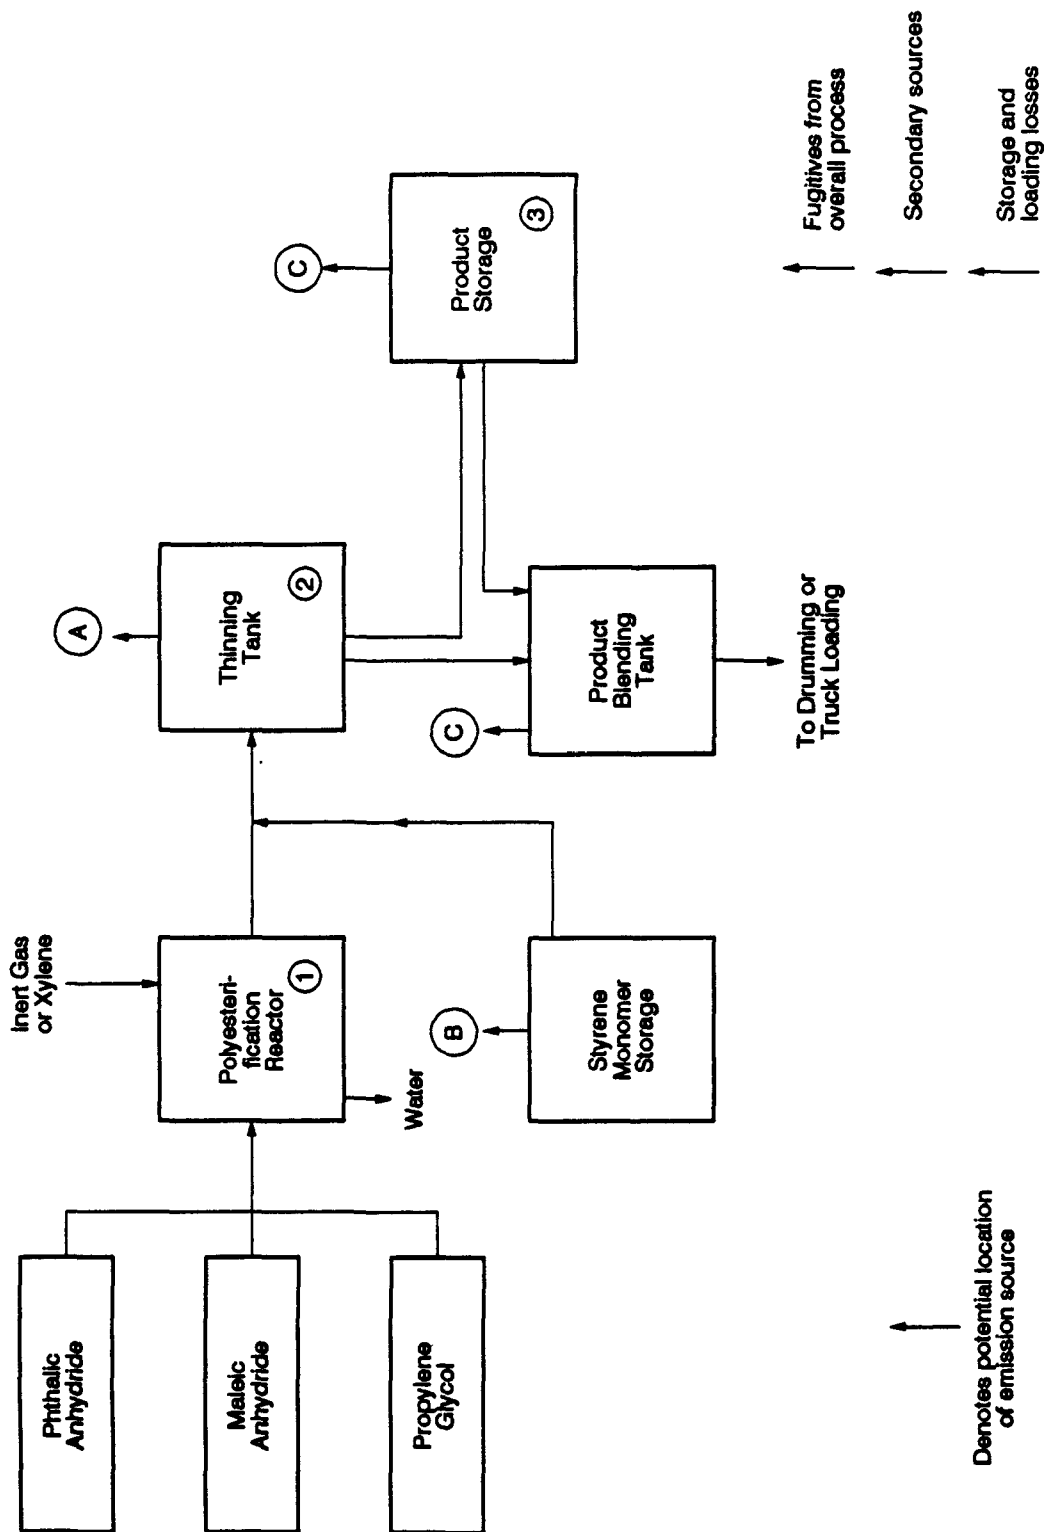 Phthalic
Anhydride
Maleic
Anhydride
Propylene
Glycol
Inert Gas
or Xylene
Polyesteri-
fication
Reactor
1
Water
B
Styrene
Monomer
Storage
A
Thinning
Tank
2
C
Product
Blending
Tank
To Drumming or
Truck Loading
C
Product
Storage
3
Fugitives from
overall process
Secondary sources
Storage and
loading losses
Denotes potential location
of emission source